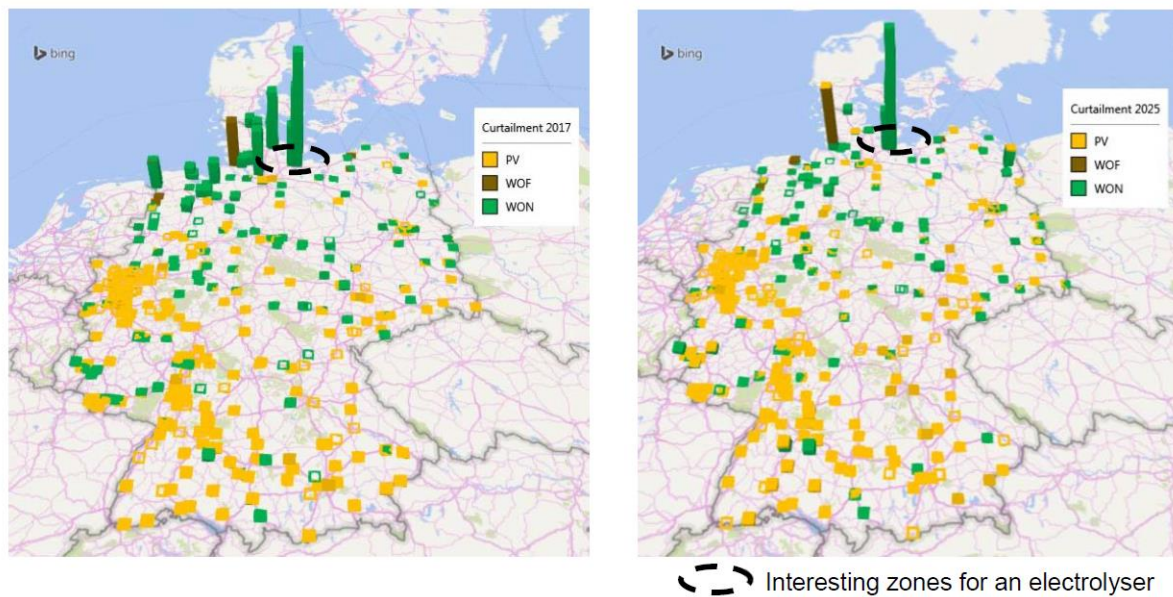 bing
Curtailment 2017
PV
WOF
WON
bing
Curtailment 2025
PV
WOF
WON
Interesting zones for an electrolyser